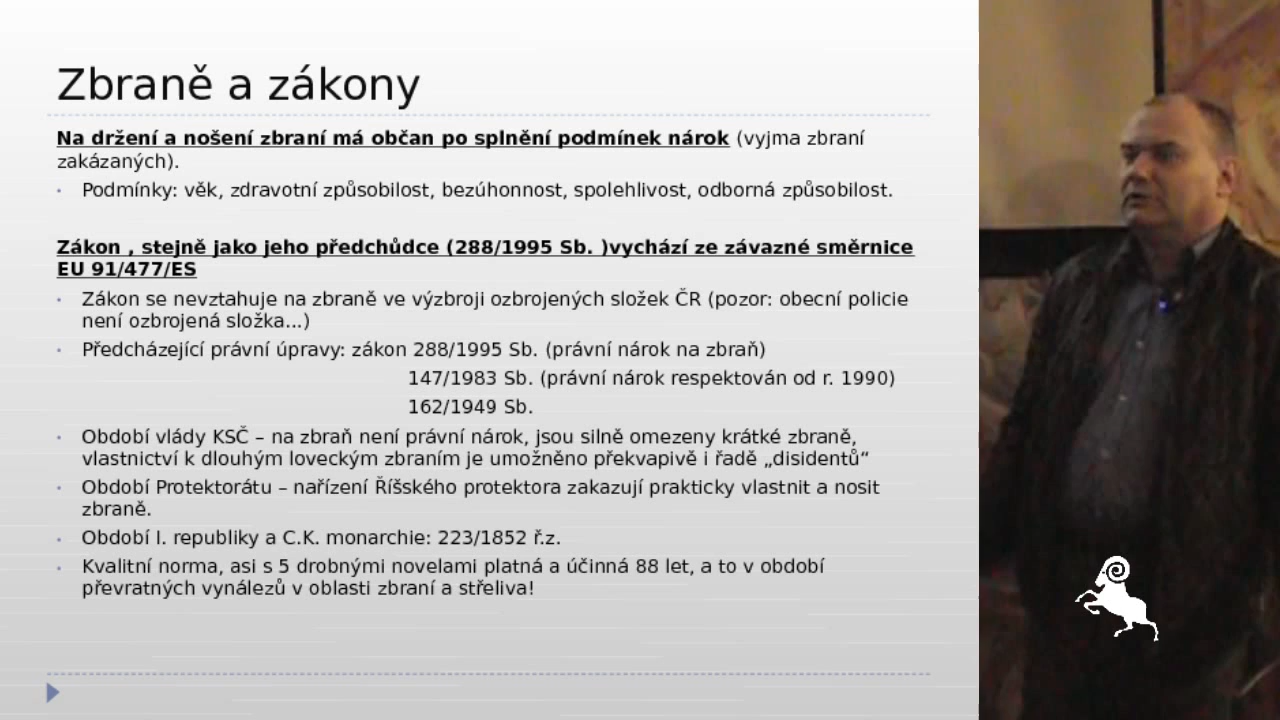 Zbraně a zákony
Na držení a nošení zbraní má občan po splnění podmínek nárok (vyjma zbraní
zakázaných).
• Podmínky: věk, zdravotní způsobilost, bezúhonnost, spolehlivost, odborná způsobilost.
Zákon , stejně jako jeho předchůdce (288/1995 Sb. )vychází ze závazné směrnice
EU 91/477/ES
• Zákon se nevztahuje na zbraně ve výzbroji ozbrojených složek ČR (pozor: obecní policie
není ozbrojená složka...)
• Předcházející právní úpravy: zákon 288/1995 Sb. (právní nárok na zbraň)
147/1983 Sb. (právní nárok respektován od r. 1990)
162/1949 Sb.
• Období vlády KSČ – na zbraň není právní nárok, jsou silně omezeny krátké zbraně,
vlastnictví k dlouhým loveckým zbraním je umožněno překvapivě i řadě „disidentů“
• Období Protektorátu – nařízení Říšského protektora zakazují prakticky vlastnit a nosit
zbraně.
• Období I. republiky a C.K. monarchie: 223/1852 ř.z.
• Kvalitní norma, asi s 5 drobnými novelami platná a účinná 88 let, a to v období
převratných vynálezů v oblasti zbraní a střeliva!